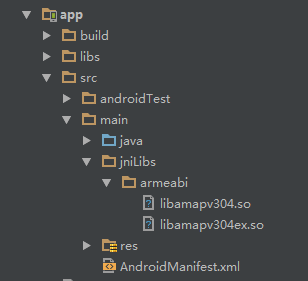 app
build
libs
src
androidTest
main
java
jniLibs
armeabi
libamapv304.so
libamapv304ex.so
res
AndroidManifest.xml